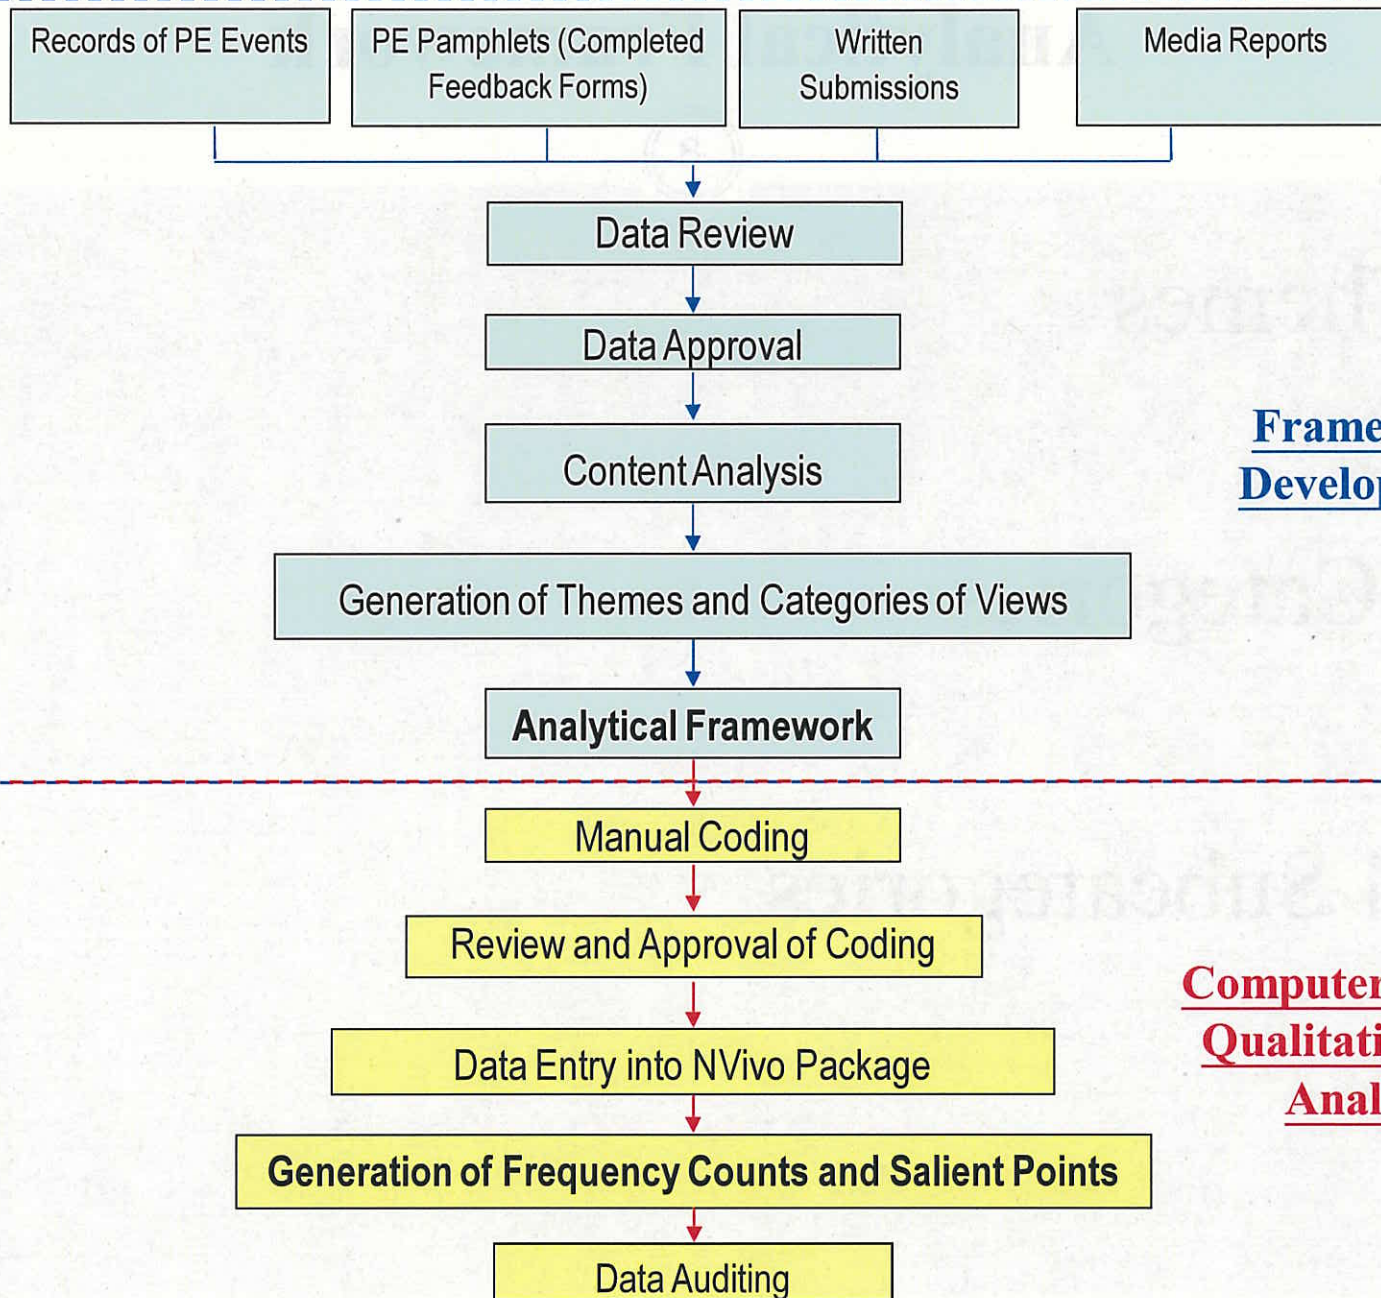 Records of PE Events
PE Pamphlets (Completed
Feedback Forms)
Written
Submissions
Media Reports
Data Review
Data Approval
Content Analysis
Generation of Themes and Categories of Views
Analytical Framework
Manual Coding
Review and Approval of Coding
Data Entry into NVivo Package
Generation of Frequency Counts and Salient Points
Data Auditing
Computer